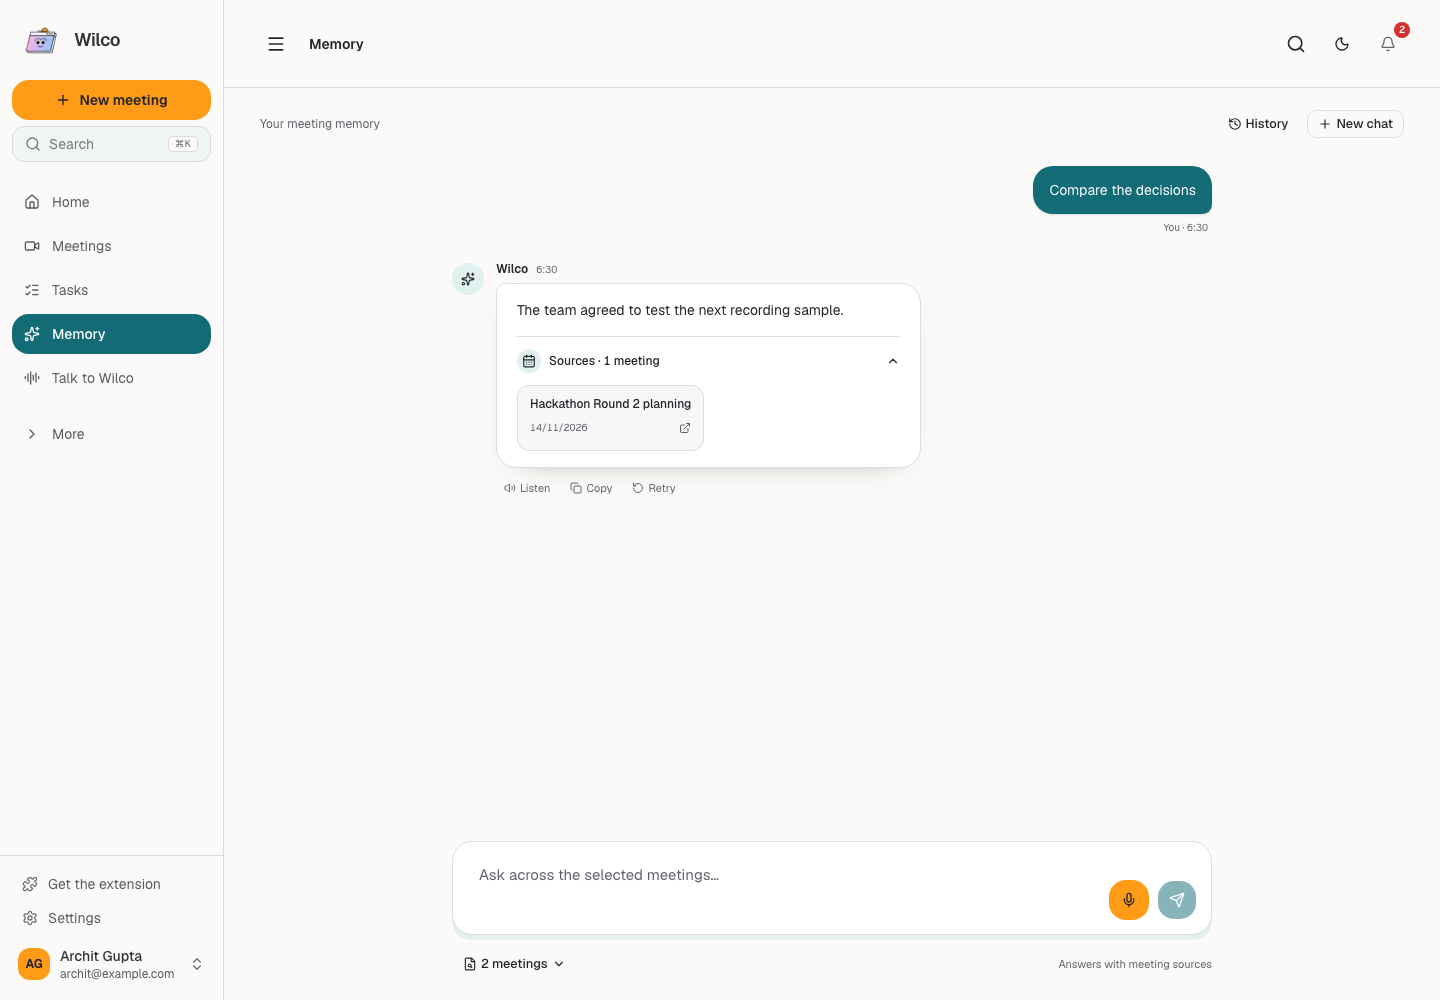 Wilco
New meeting
Search ⌘K
Home
Meetings
Tasks
Memory
Talk to Wilco
More
Get the extension
Settings
AG
Archit Gupta
archit@example.com
Memory
2
Your meeting memory
History
New chat
Compare the decisions
You · 6:30
Wilco 6:30
The team agreed to test the next recording sample.
Sources · 1 meeting
Hackathon Round 2 planning
14/11/2026
Listen Copy Retry
Ask across the selected meetings...
2 meetings
Answers with meeting sources